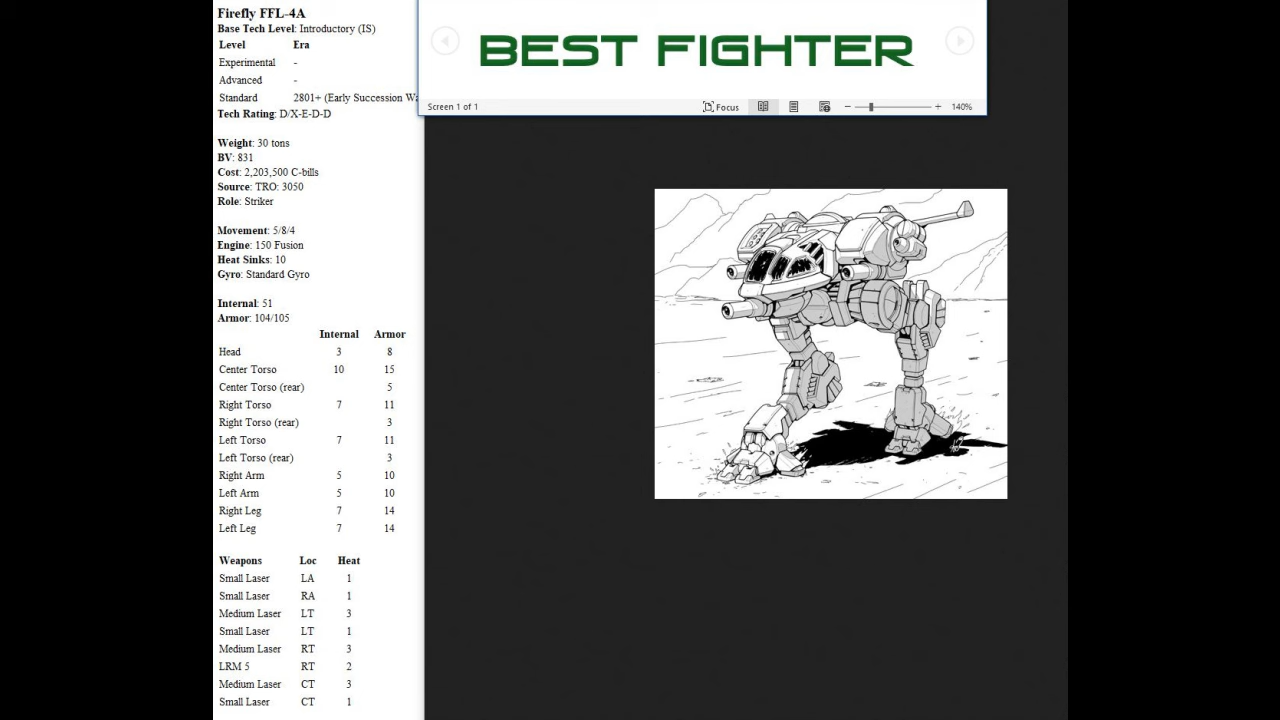 Firefly FFL-4A
Base Tech Level: Introductory (IS)
Level Era
Experimental -
Advanced -
Standard 2801+ (Early Succession Wa
Tech Rating: D/X-E-D-D
Weight: 30 tons
BV: 831
Cost: 2,203,500 C-bills
Source: TRO: 3050
Role: Striker
Movement: 5/8/4
Engine: 150 Fusion
Heat Sinks: 10
Gyro: Standard Gyro
Internal: 51
Armor: 104/105
Internal Armor
Head 3 8
Center Torso 10 15
Center Torso (rear) 5
Right Torso 7 11
Right Torso (rear) 3
Left Torso 7 11
Left Torso (rear) 3
Right Arm 5 10
Left Arm 5 10
Right Leg 7 14
Left Leg 7 14
Weapons Loc Heat
Small Laser LA 1
Small Laser RA 1
Medium Laser LT 3
Small Laser LT 1
Medium Laser RT 3
LRM 5 RT 2
Medium Laser CT 3
Small Laser CT 1
BEST FIGHTER
Screen 1 of 1 Focus − + 140%